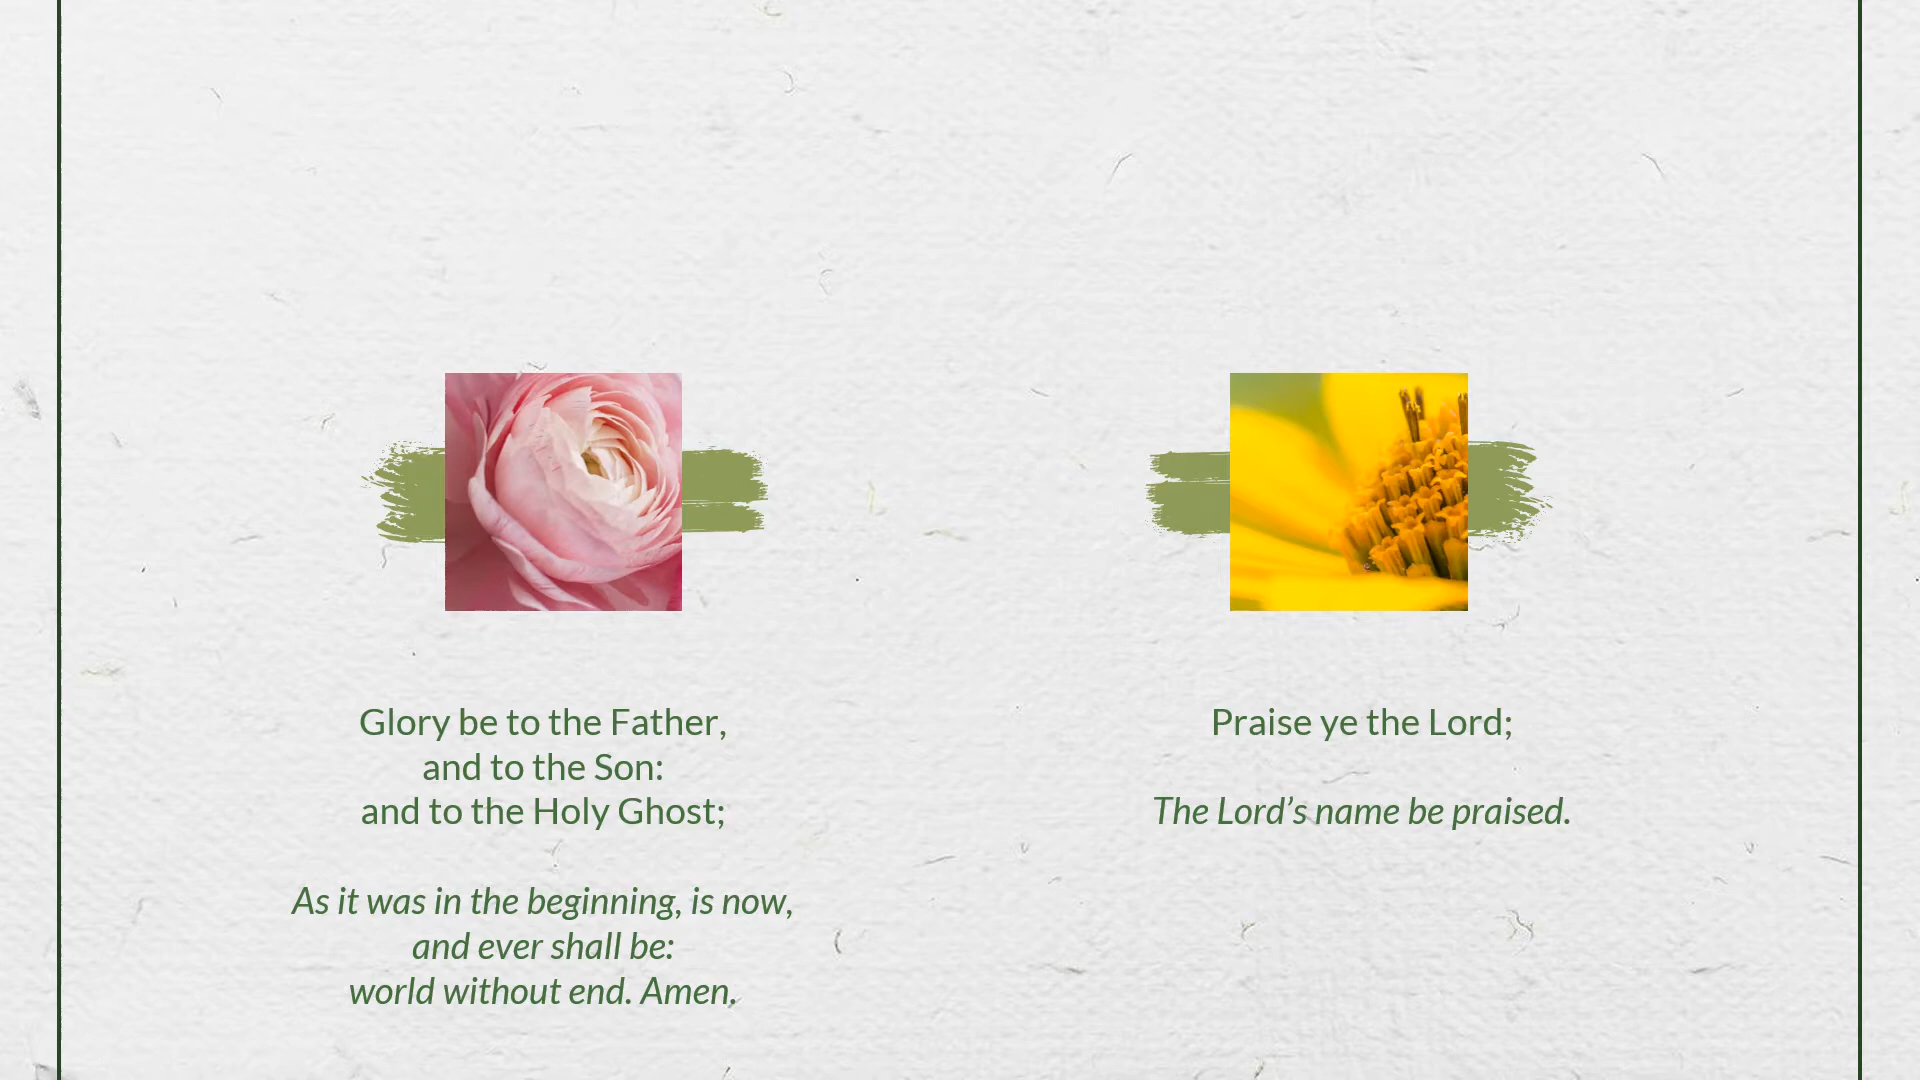 Glory be to the Father,
and to the Son:
and to the Holy Ghost;
As it was in the beginning, is now,
and ever shall be:
world without end. Amen.
Praise ye the Lord;
The Lord’s name be praised.